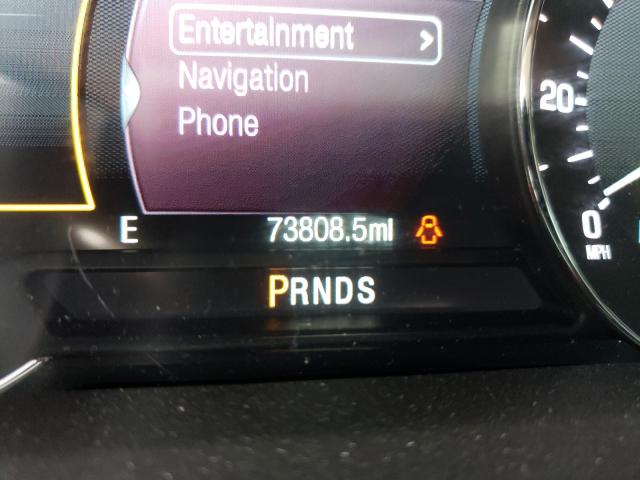 Entertainment >
Navigation
Phone
E 73808.5mi
PRNDS
20
0
MPH